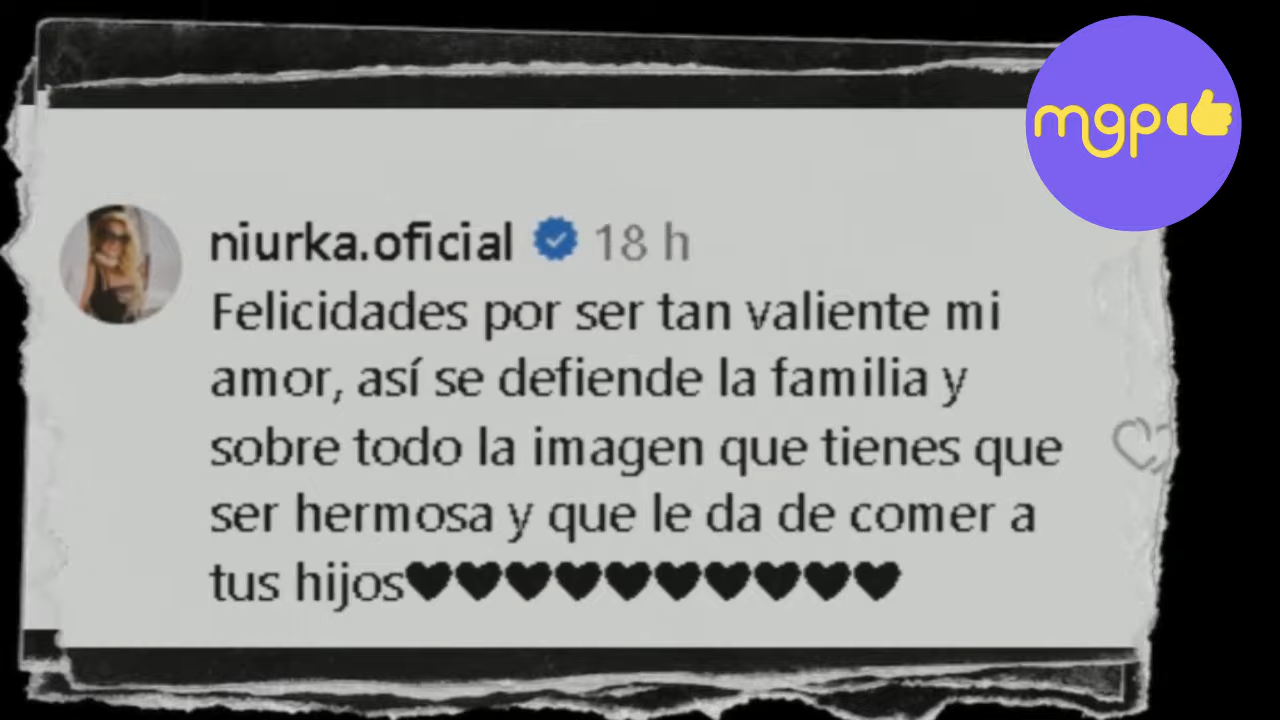 mgp
niurka.oficial 18 h
Felicidades por ser tan valiente mi
amor, así se defiende la familia y
sobre todo la imagen que tienes que
ser hermosa y que le da de comer a
tus hijos🖤🖤🖤🖤🖤🖤🖤🖤🖤🖤